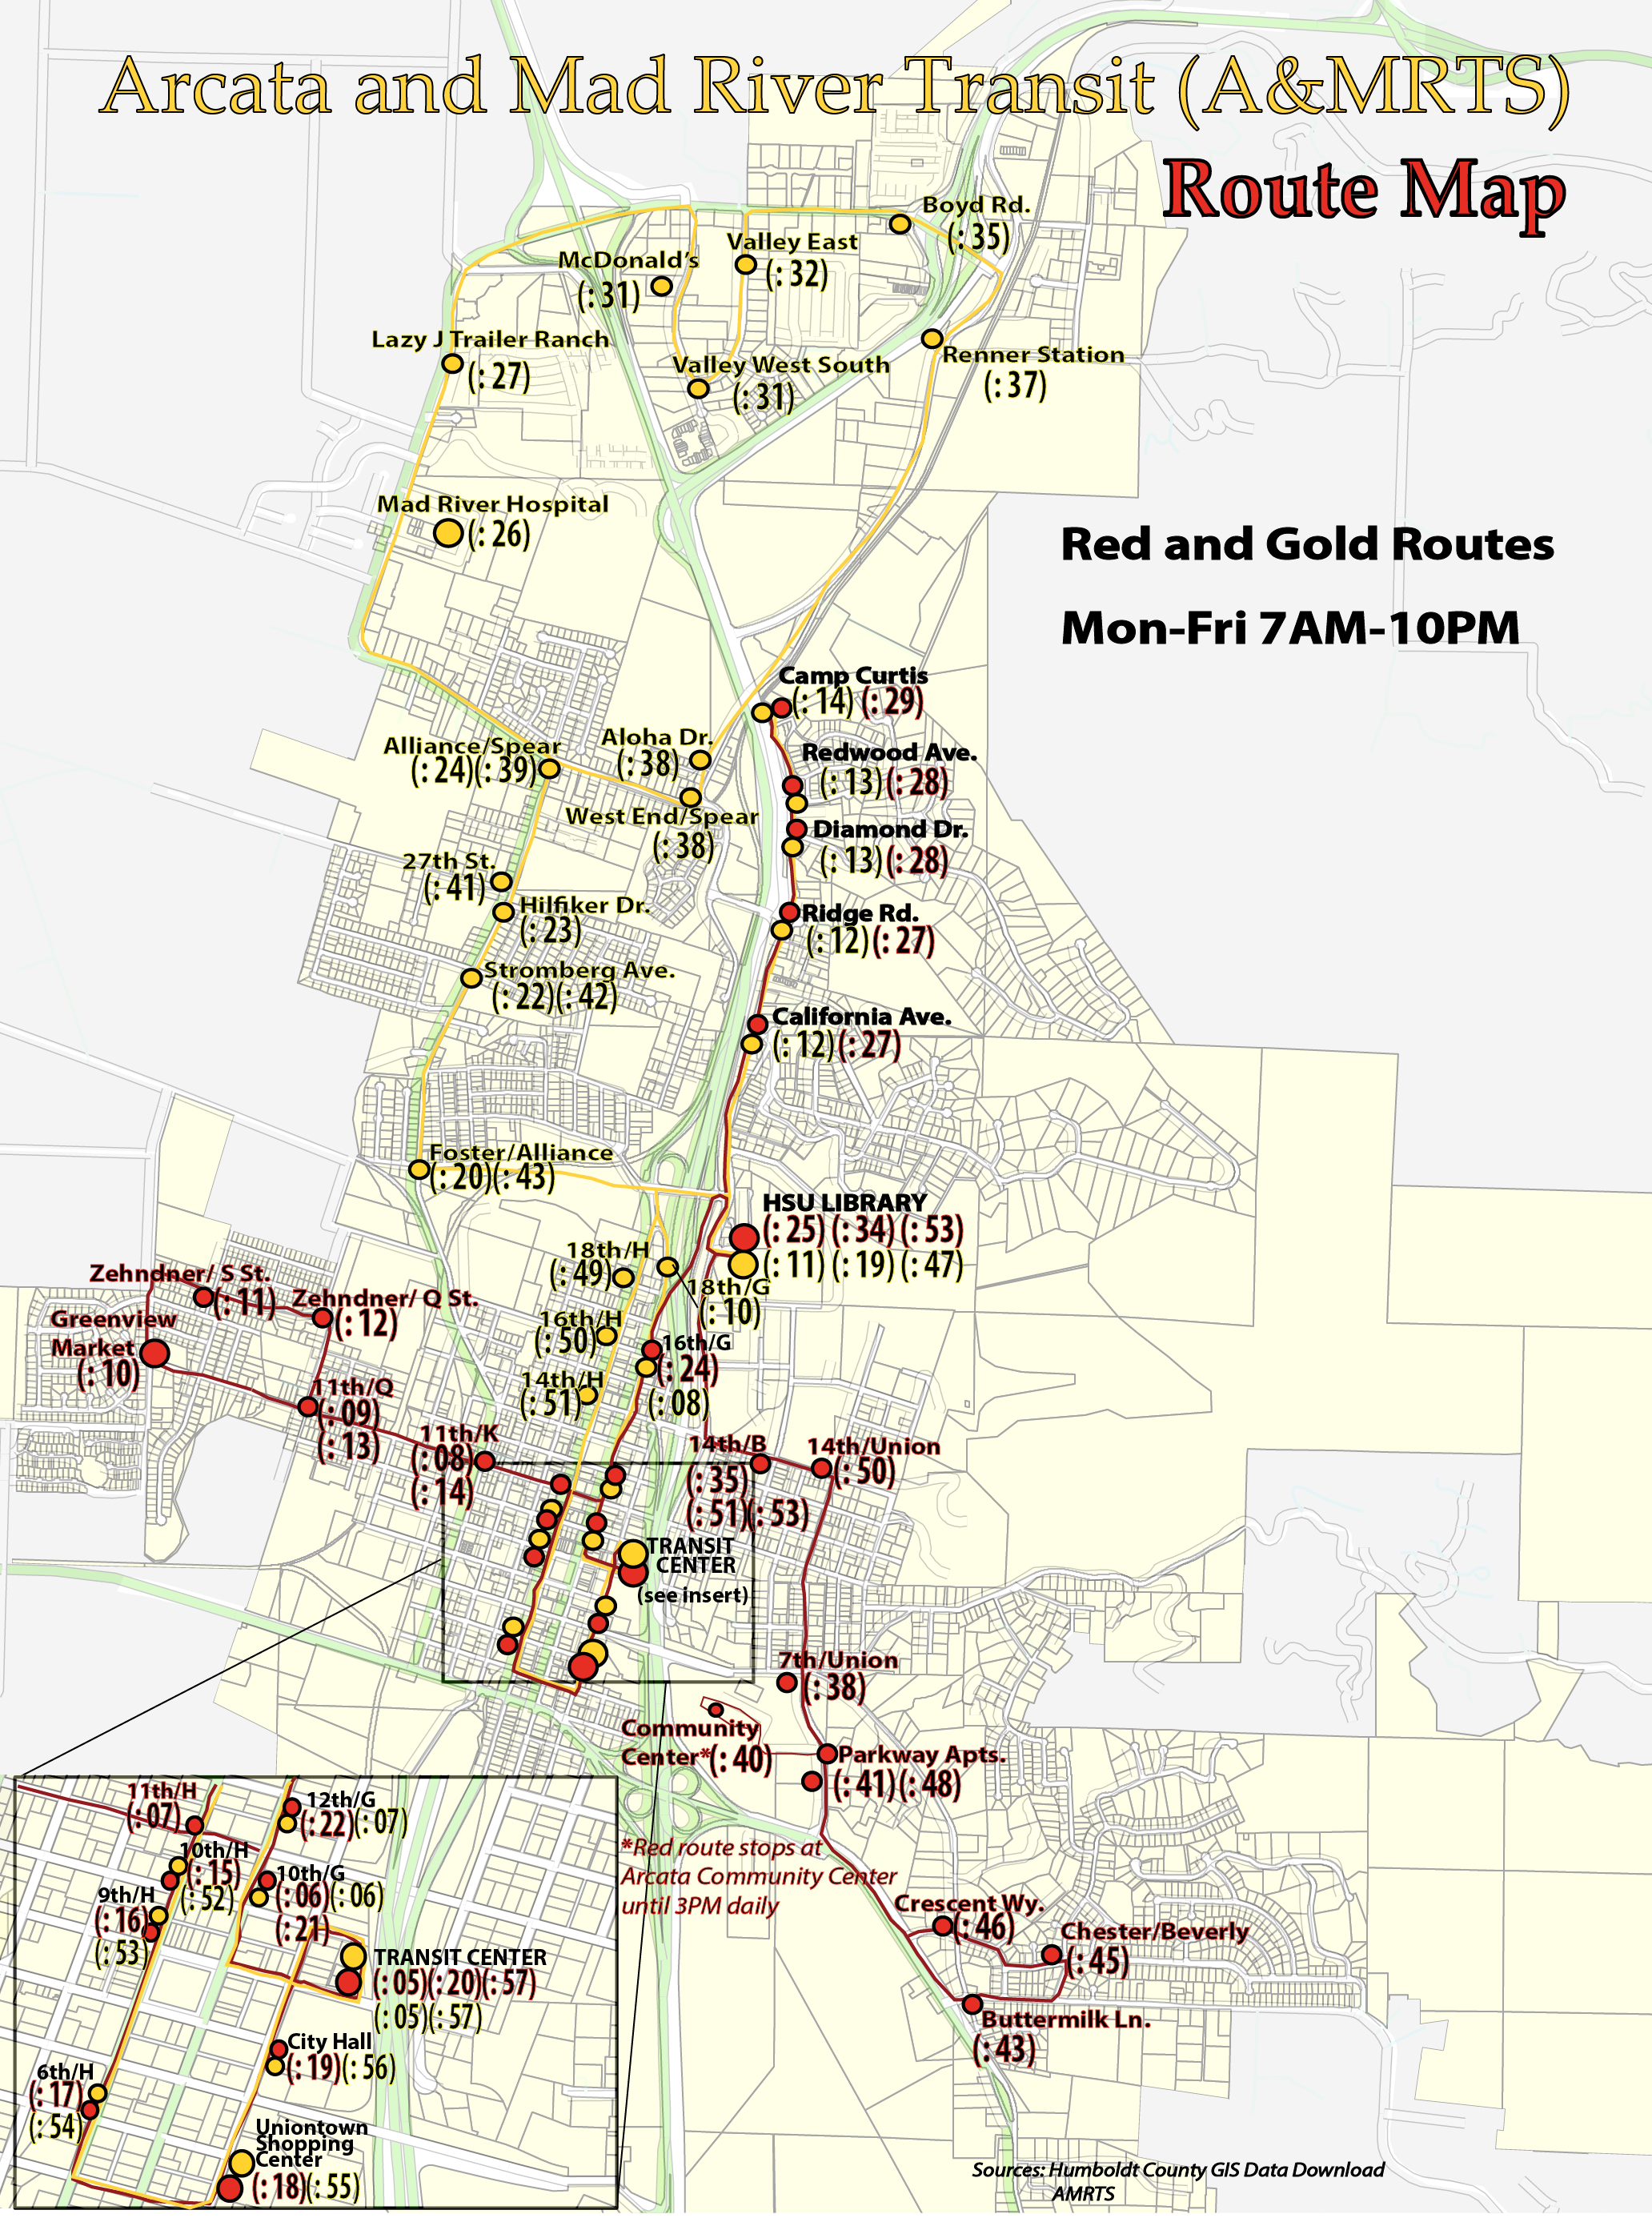 Arcata and Mad River Transit (A&MRTS)
Route Map
Boyd Rd.
(: 35)
Valley East
(: 32)
McDonald's
(: 31)
Lazy J Trailer Ranch
(: 27)
Valley West South
(: 31)
Renner Station
(: 37)
Mad River Hospital
(: 26)
Red and Gold Routes
Mon-Fri 7AM-10PM
Camp Curtis
(: 14) (: 29)
Alliance/Spear
(: 24)(: 39)
Aloha Dr.
(: 38)
Redwood Ave.
(: 13)(: 28)
West End/Spear
(: 38)
Diamond Dr.
(: 13)(: 28)
27th St.
(: 41)
Hilfiker Dr.
(: 23)
Ridge Rd.
(: 12)(: 27)
Stromberg Ave.
(: 22)(: 42)
California Ave.
(: 12)(: 27)
Foster/Alliance
(: 20)(: 43)
HSU LIBRARY
(: 25) (: 34) (: 53)
(: 11) (: 19) (: 47)
18th/H
(: 49)
18th/G
(: 10)
Zehndner/ S St.
(: 11)
Zehndner/ Q St.
(: 12)
Greenview
Market
(: 10)
16th/H
(: 50)
16th/G
(: 24)
(: 08)
14th/H
(: 51)
11th/Q
(: 09)
(: 13)
11th/K
(: 08)
(: 14)
14th/B
(: 35)
(: 51)(: 53)
14th/Union
(: 50)
TRANSIT
CENTER
(see insert)
7th/Union
(: 38)
Community
Center*(: 40)
Parkway Apts.
(: 41)(: 48)
*Red route stops at
Arcata Community Center
until 3PM daily
Crescent Wy.
(: 46)
Chester/Beverly
(: 45)
Buttermilk Ln.
(: 43)
11th/H
(: 07)
12th/G
(: 22)(: 07)
10th/H
(: 15)
(: 52)
10th/G
(: 06)(: 06)
(: 21)
9th/H
(: 16)
(: 53)
TRANSIT CENTER
(: 05)(: 20)(: 57)
(: 05)(: 57)
City Hall
(: 19)(: 56)
6th/H
(: 17)
(: 54)
Uniontown
Shopping
Center
(: 18)(: 55)
Sources: Humboldt County GIS Data Download
AMRTS